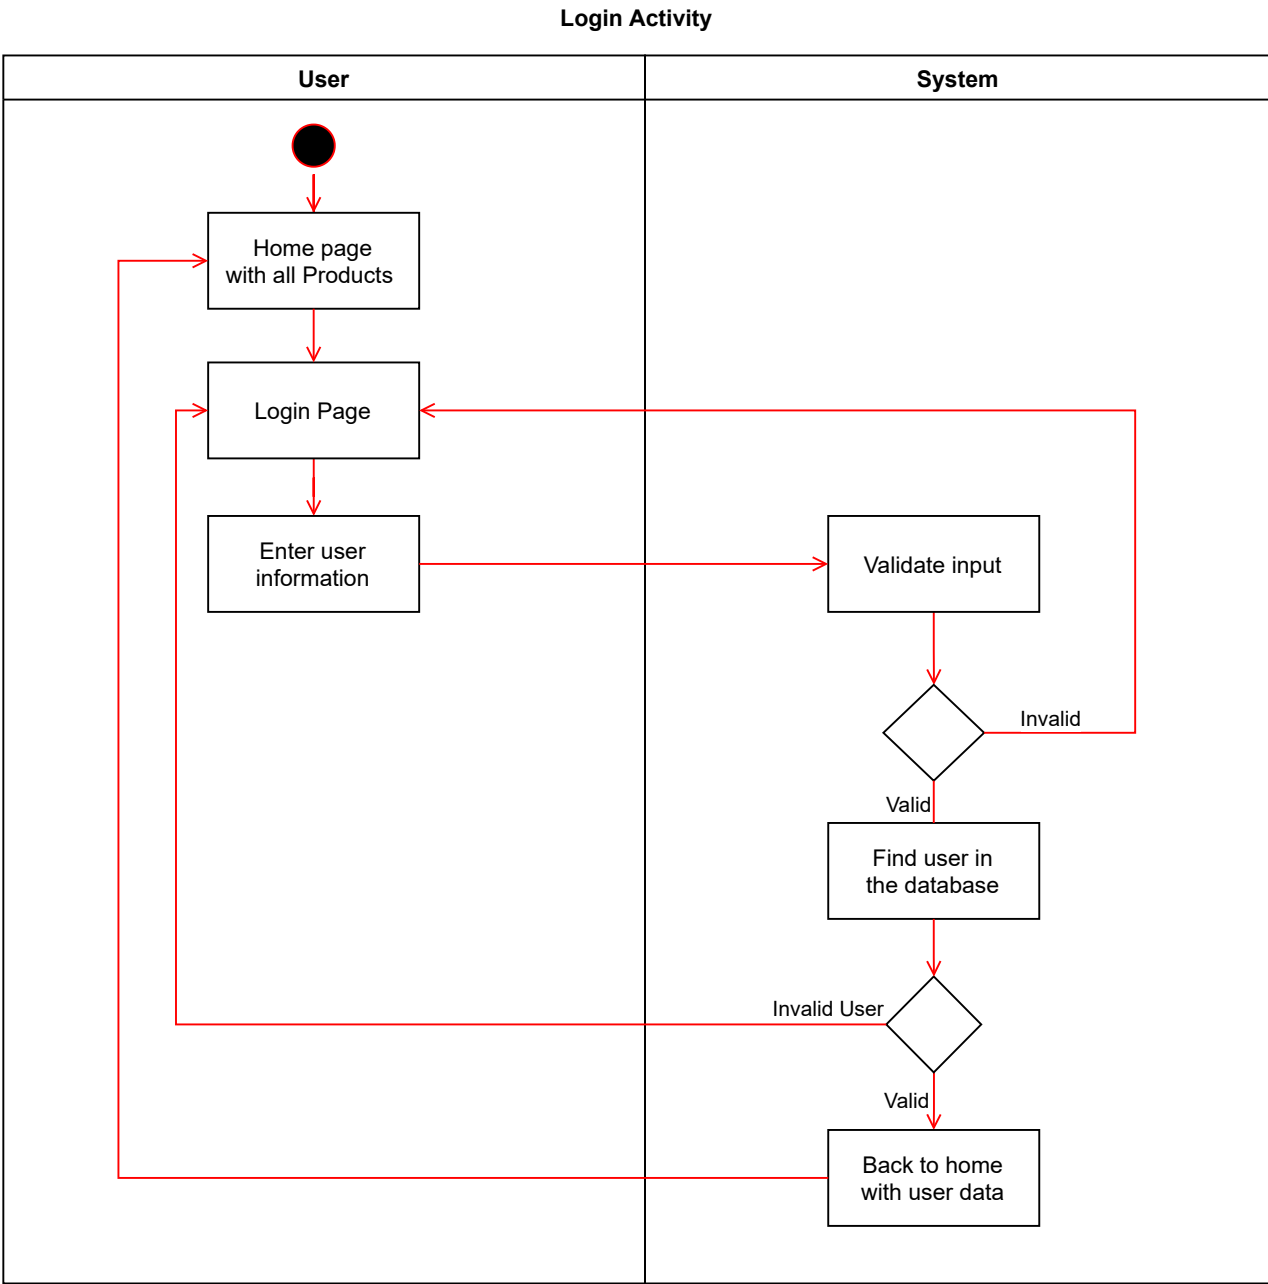 Login Activity
User
System
Home page
with all Products
Login Page
Enter user
information
Validate input
Invalid
Valid
Find user in
the database
Invalid User
Valid
Back to home
with user data